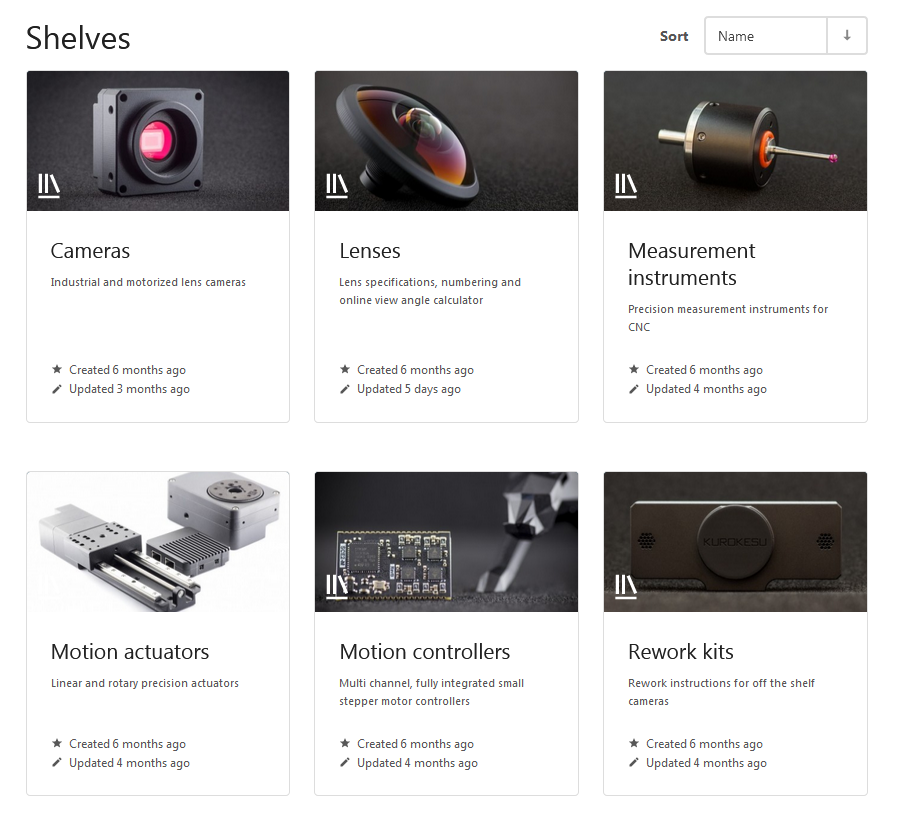 Shelves
Sort
Name
Cameras
Industrial and motorized lens cameras
Created 6 months ago
Updated 3 months ago
Lenses
Lens specifications, numbering and
online view angle calculator
Created 6 months ago
Updated 5 days ago
Measurement
instruments
Precision measurement instruments for
CNC
Created 6 months ago
Updated 4 months ago
Motion actuators
Linear and rotary precision actuators
Created 6 months ago
Updated 4 months ago
Motion controllers
Multi channel, fully integrated small
stepper motor controllers
Created 6 months ago
Updated 4 months ago
KUROKESU
Rework kits
Rework instructions for off the shelf
cameras
Created 6 months ago
Updated 4 months ago